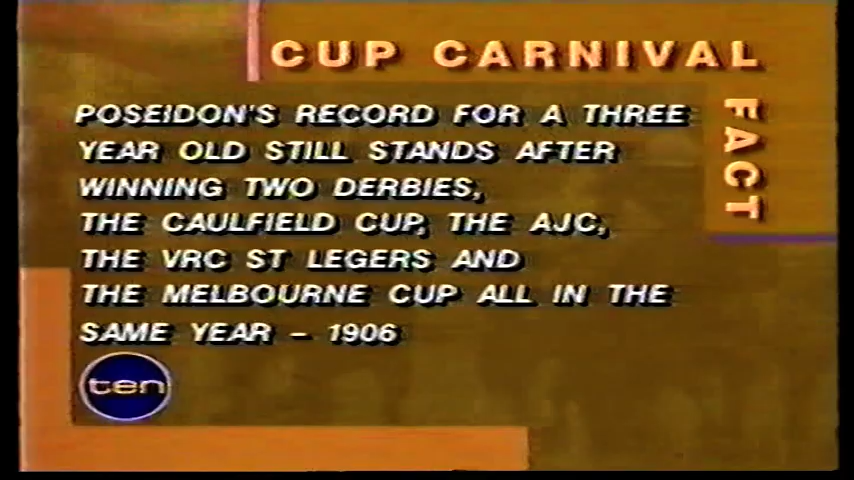 CUP CARNIVAL
FACT
POSEIDON'S RECORD FOR A THREE
YEAR OLD STILL STANDS AFTER
WINNING TWO DERBIES,
THE CAULFIELD CUP, THE AJC,
THE VRC ST LEGERS AND
THE MELBOURNE CUP ALL IN THE
SAME YEAR – 1906
ten